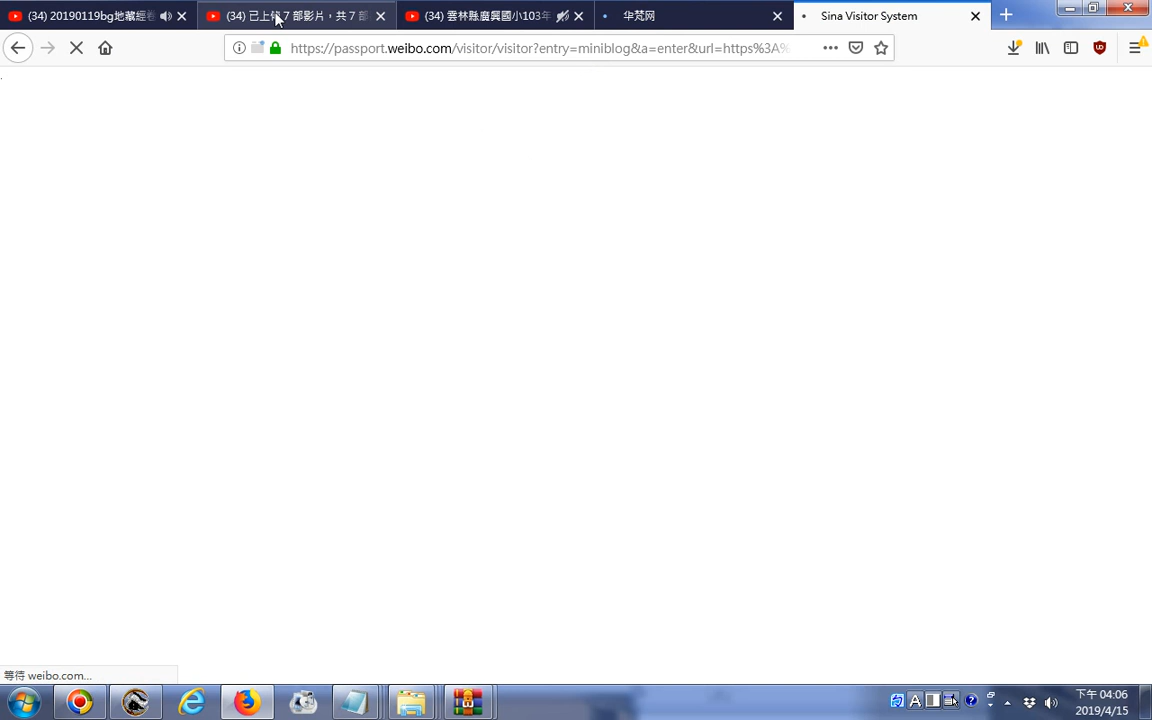 (34) 20190119bg地藏經卷
(34) 已上傳 7 部影片，共 7 部
(34) 雲林縣廣興國小103年
华梵网
Sina Visitor System
https://passport.weibo.com/visitor/visitor?entry=miniblog&a=enter&url=https%3A%
等待 weibo.com...
下午 04:06
2019/4/15